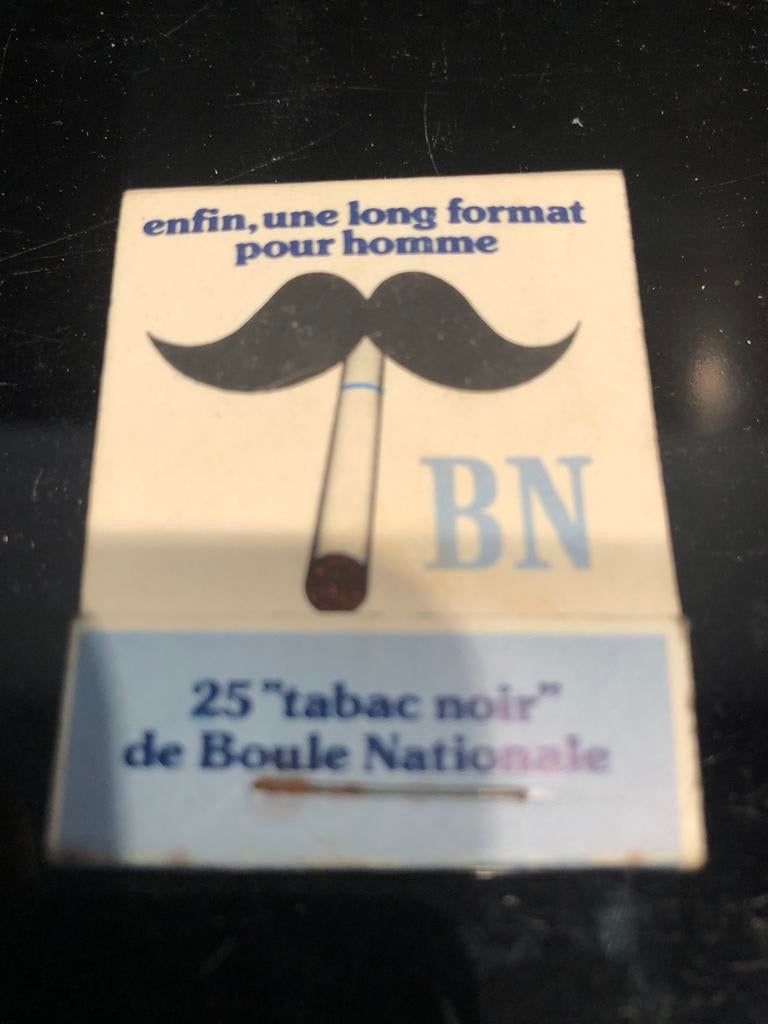 enfin, une long format
pour homme
BN
25 "tabac noir"
de Boule Nationale